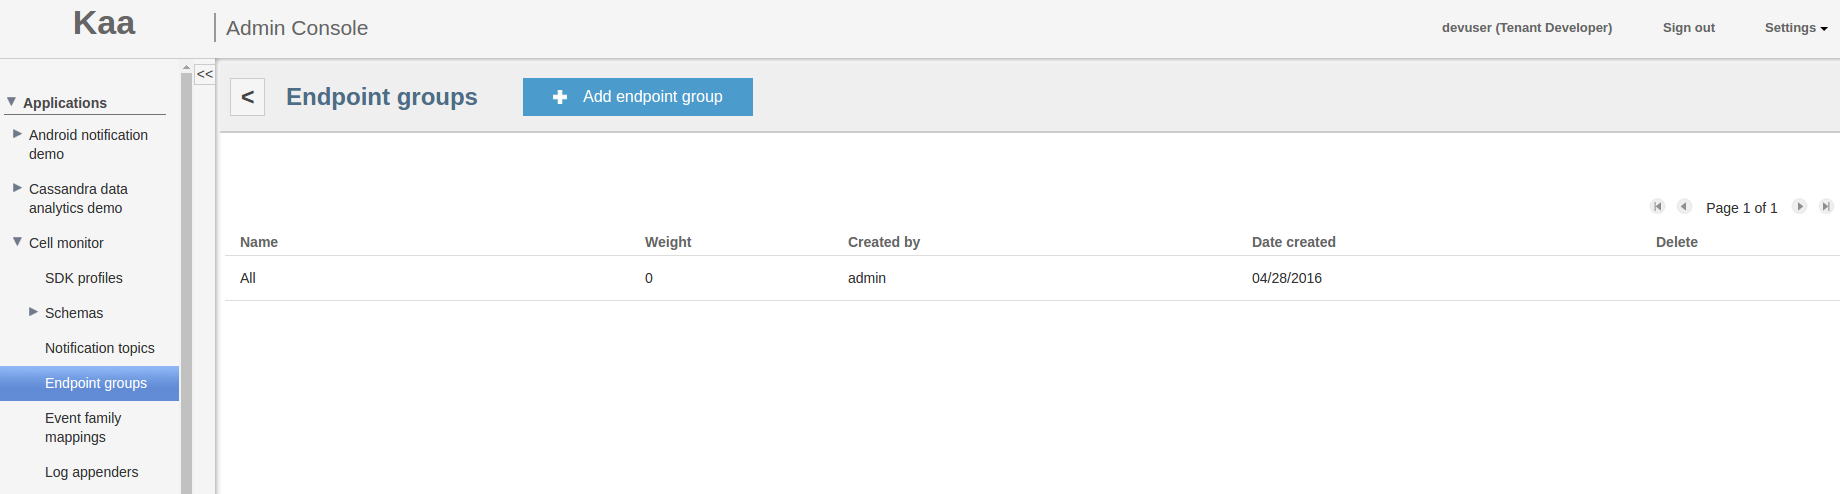 Kaa
Admin Console
devuser (Tenant Developer)
Sign out
Settings
<<
Applications
Android notification
demo
Cassandra data
analytics demo
Cell monitor
SDK profiles
Schemas
Notification topics
Endpoint groups
Event family
mappings
Log appenders
<
Endpoint groups
Add endpoint group
Page 1 of 1
Name Weight Created by Date created Delete
All 0 admin 04/28/2016